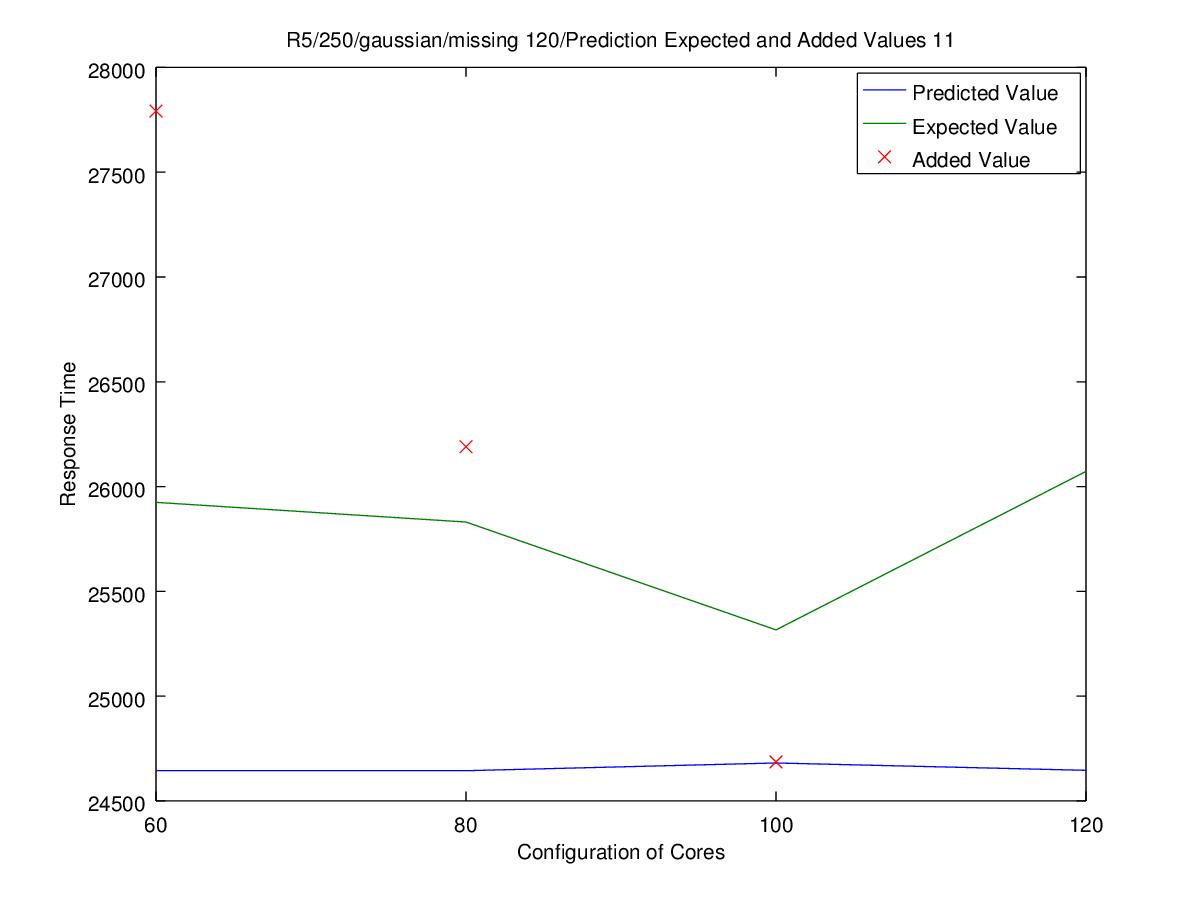 R5/250/gaussian/missing 120/Prediction Expected and Added Values 11
28000
27500
27000
26500
26000
25500
25000
24500
Response Time
Predicted Value
Expected Value
Added Value
60
80
100
120
Configuration of Cores